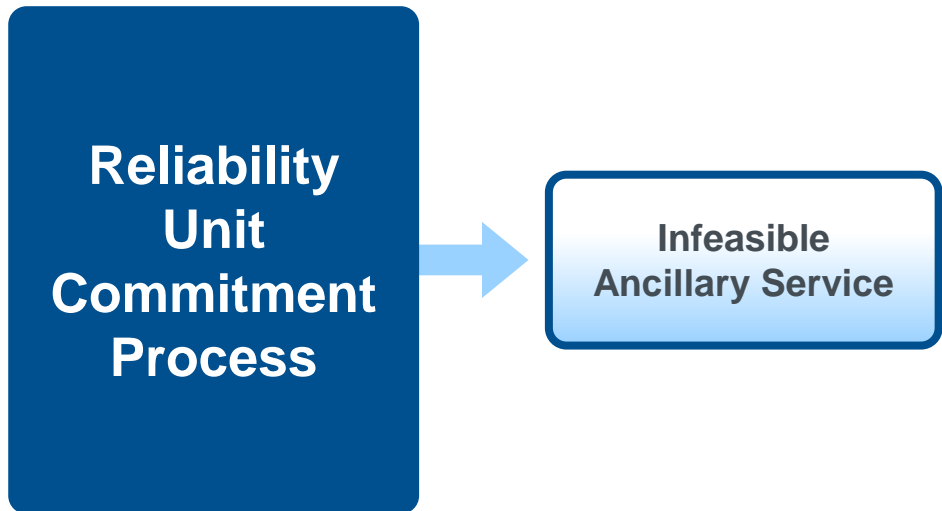 Reliability
Unit
Commitment
Process
Infeasible
Ancillary Service